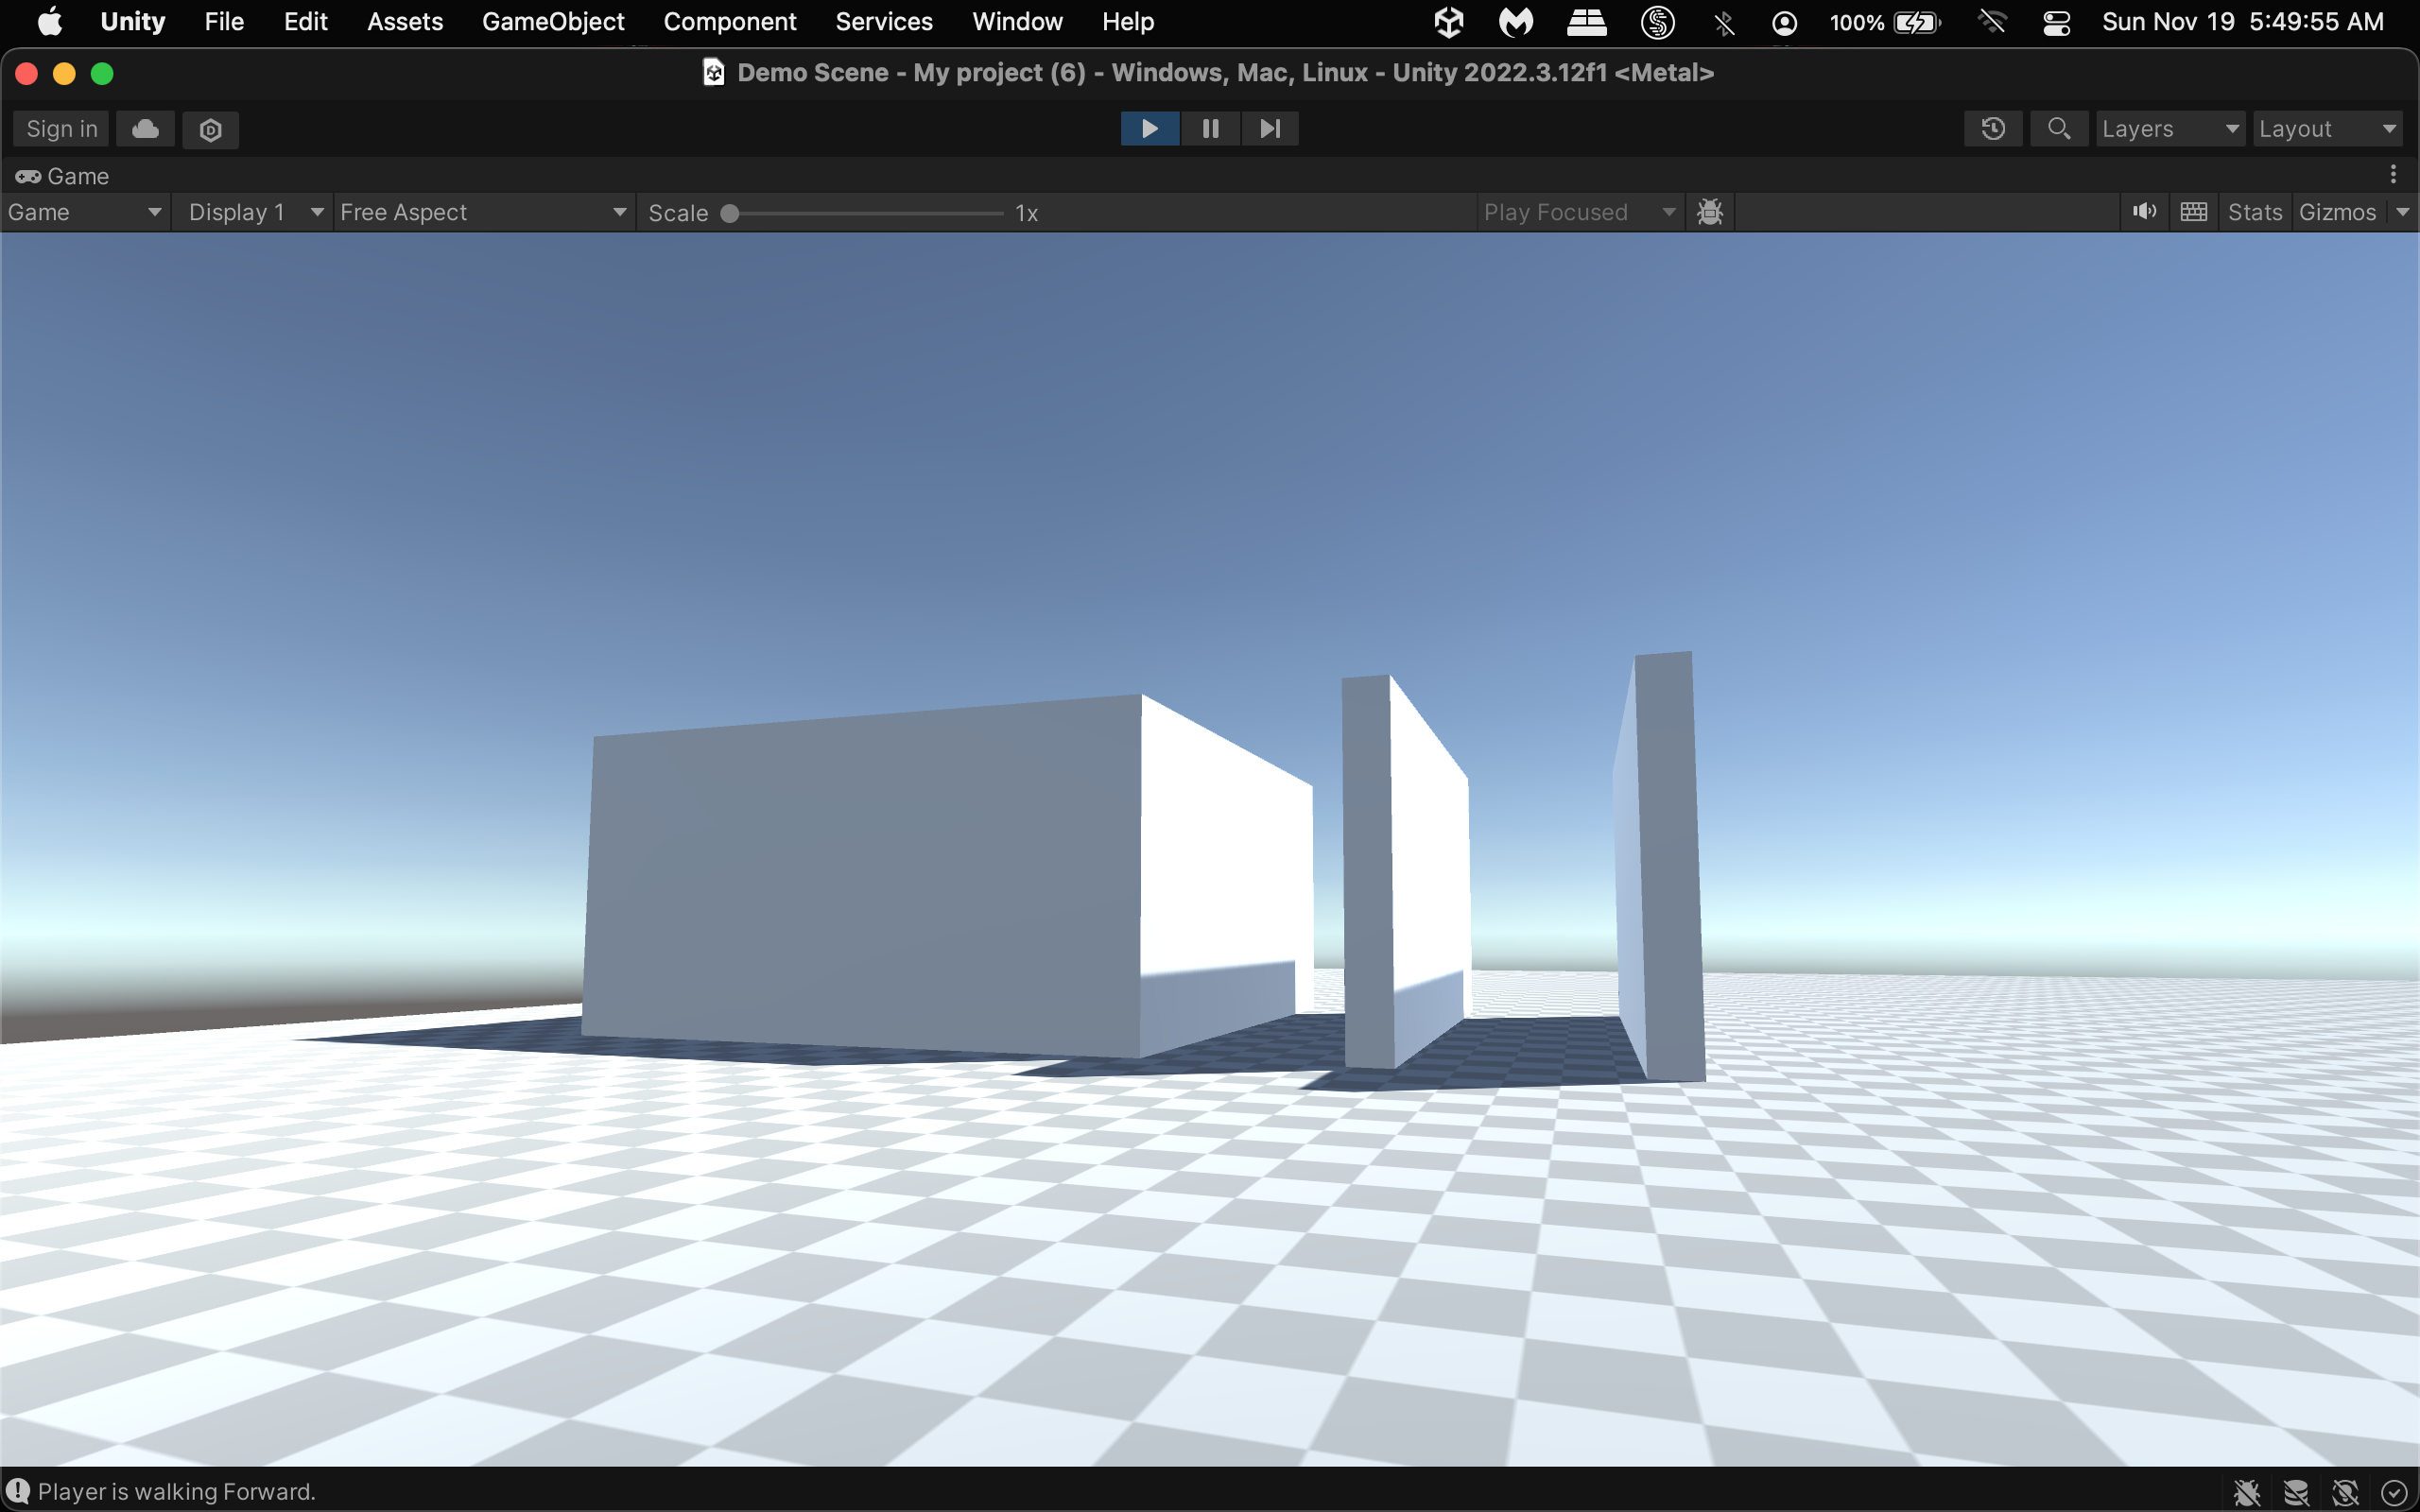 Unity File Edit Assets GameObject Component Services Window Help 100% Sun Nov 19 5:49:55 AM
Demo Scene - My project (6) - Windows, Mac, Linux - Unity 2022.3.12f1 <Metal>
Sign in Layers Layout
Game
Game Display 1 Free Aspect Scale 1x Play Focused Stats Gizmos
Player is walking Forward.